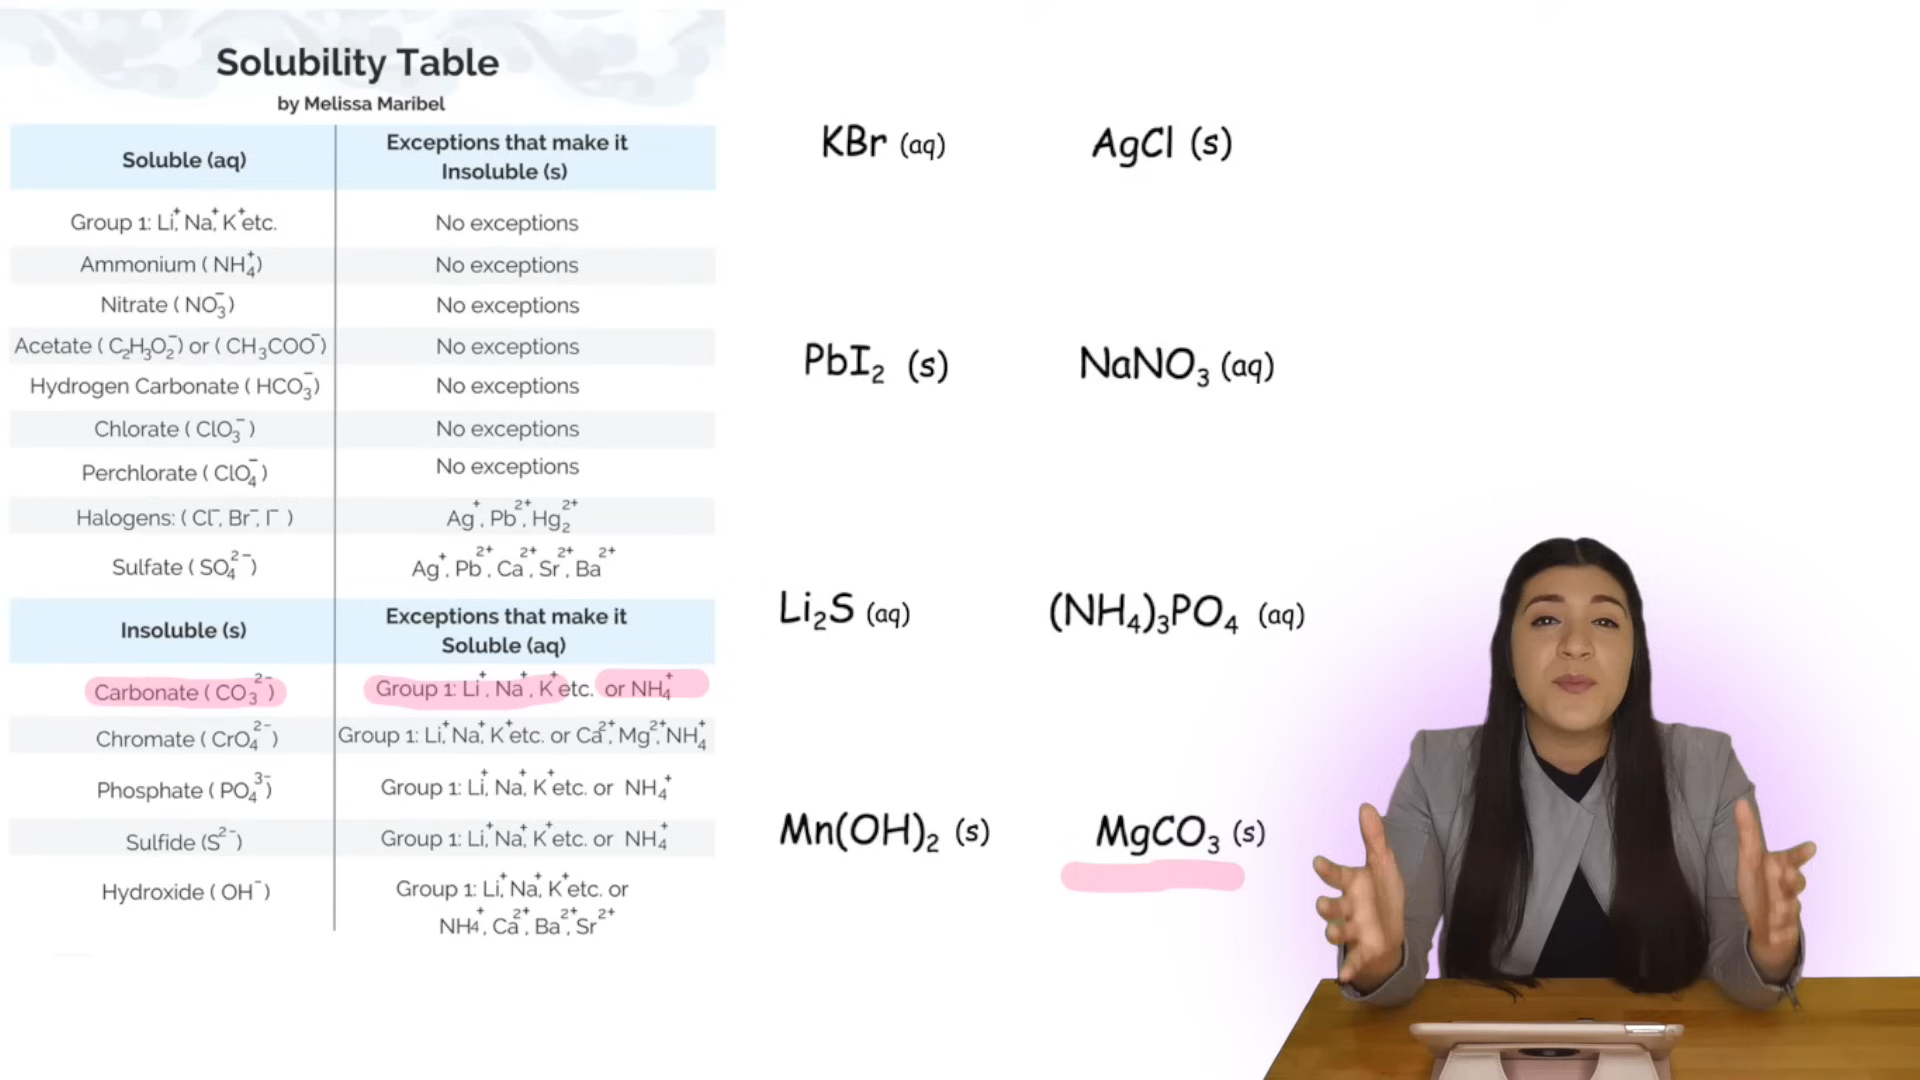 Solubility Table
by Melissa Maribel
Soluble (aq)
Exceptions that make it
Insoluble (s)
Group 1: Li⁺, Na⁺, K⁺ etc.
No exceptions
Ammonium ( NH₄⁺)
No exceptions
Nitrate ( NO₃⁻)
No exceptions
Acetate ( C₂H₃O₂⁻) or ( CH₃COO⁻)
No exceptions
Hydrogen Carbonate ( HCO₃⁻)
No exceptions
Chlorate ( ClO₃⁻ )
No exceptions
Perchlorate ( ClO₄⁻)
No exceptions
Halogens: ( Cl⁻, Br⁻, I⁻ )
Ag⁺, Pb²⁺, Hg₂²⁺
Sulfate ( SO₄²⁻)
Ag⁺, Pb²⁺, Ca²⁺, Sr²⁺, Ba²⁺
Insoluble (s)
Exceptions that make it
Soluble (aq)
Carbonate ( CO₃²⁻)
Group 1: Li⁺, Na⁺, K⁺ etc. or NH₄⁺
Chromate ( CrO₄²⁻)
Group 1: Li⁺, Na⁺, K⁺ etc. or Ca²⁺, Mg²⁺, NH₄⁺
Phosphate ( PO₄³⁻)
Group 1: Li⁺, Na⁺, K⁺ etc. or NH₄⁺
Sulfide (S²⁻)
Group 1: Li⁺, Na⁺, K⁺ etc. or NH₄⁺
Hydroxide ( OH⁻)
Group 1: Li⁺, Na⁺, K⁺ etc. or
NH₄⁺, Ca²⁺, Ba²⁺, Sr²⁺
KBr (aq)
AgCl (s)
PbI₂ (s)
NaNO₃ (aq)
Li₂S (aq)
(NH₄)₃PO₄ (aq)
Mn(OH)₂ (s)
MgCO₃ (s)